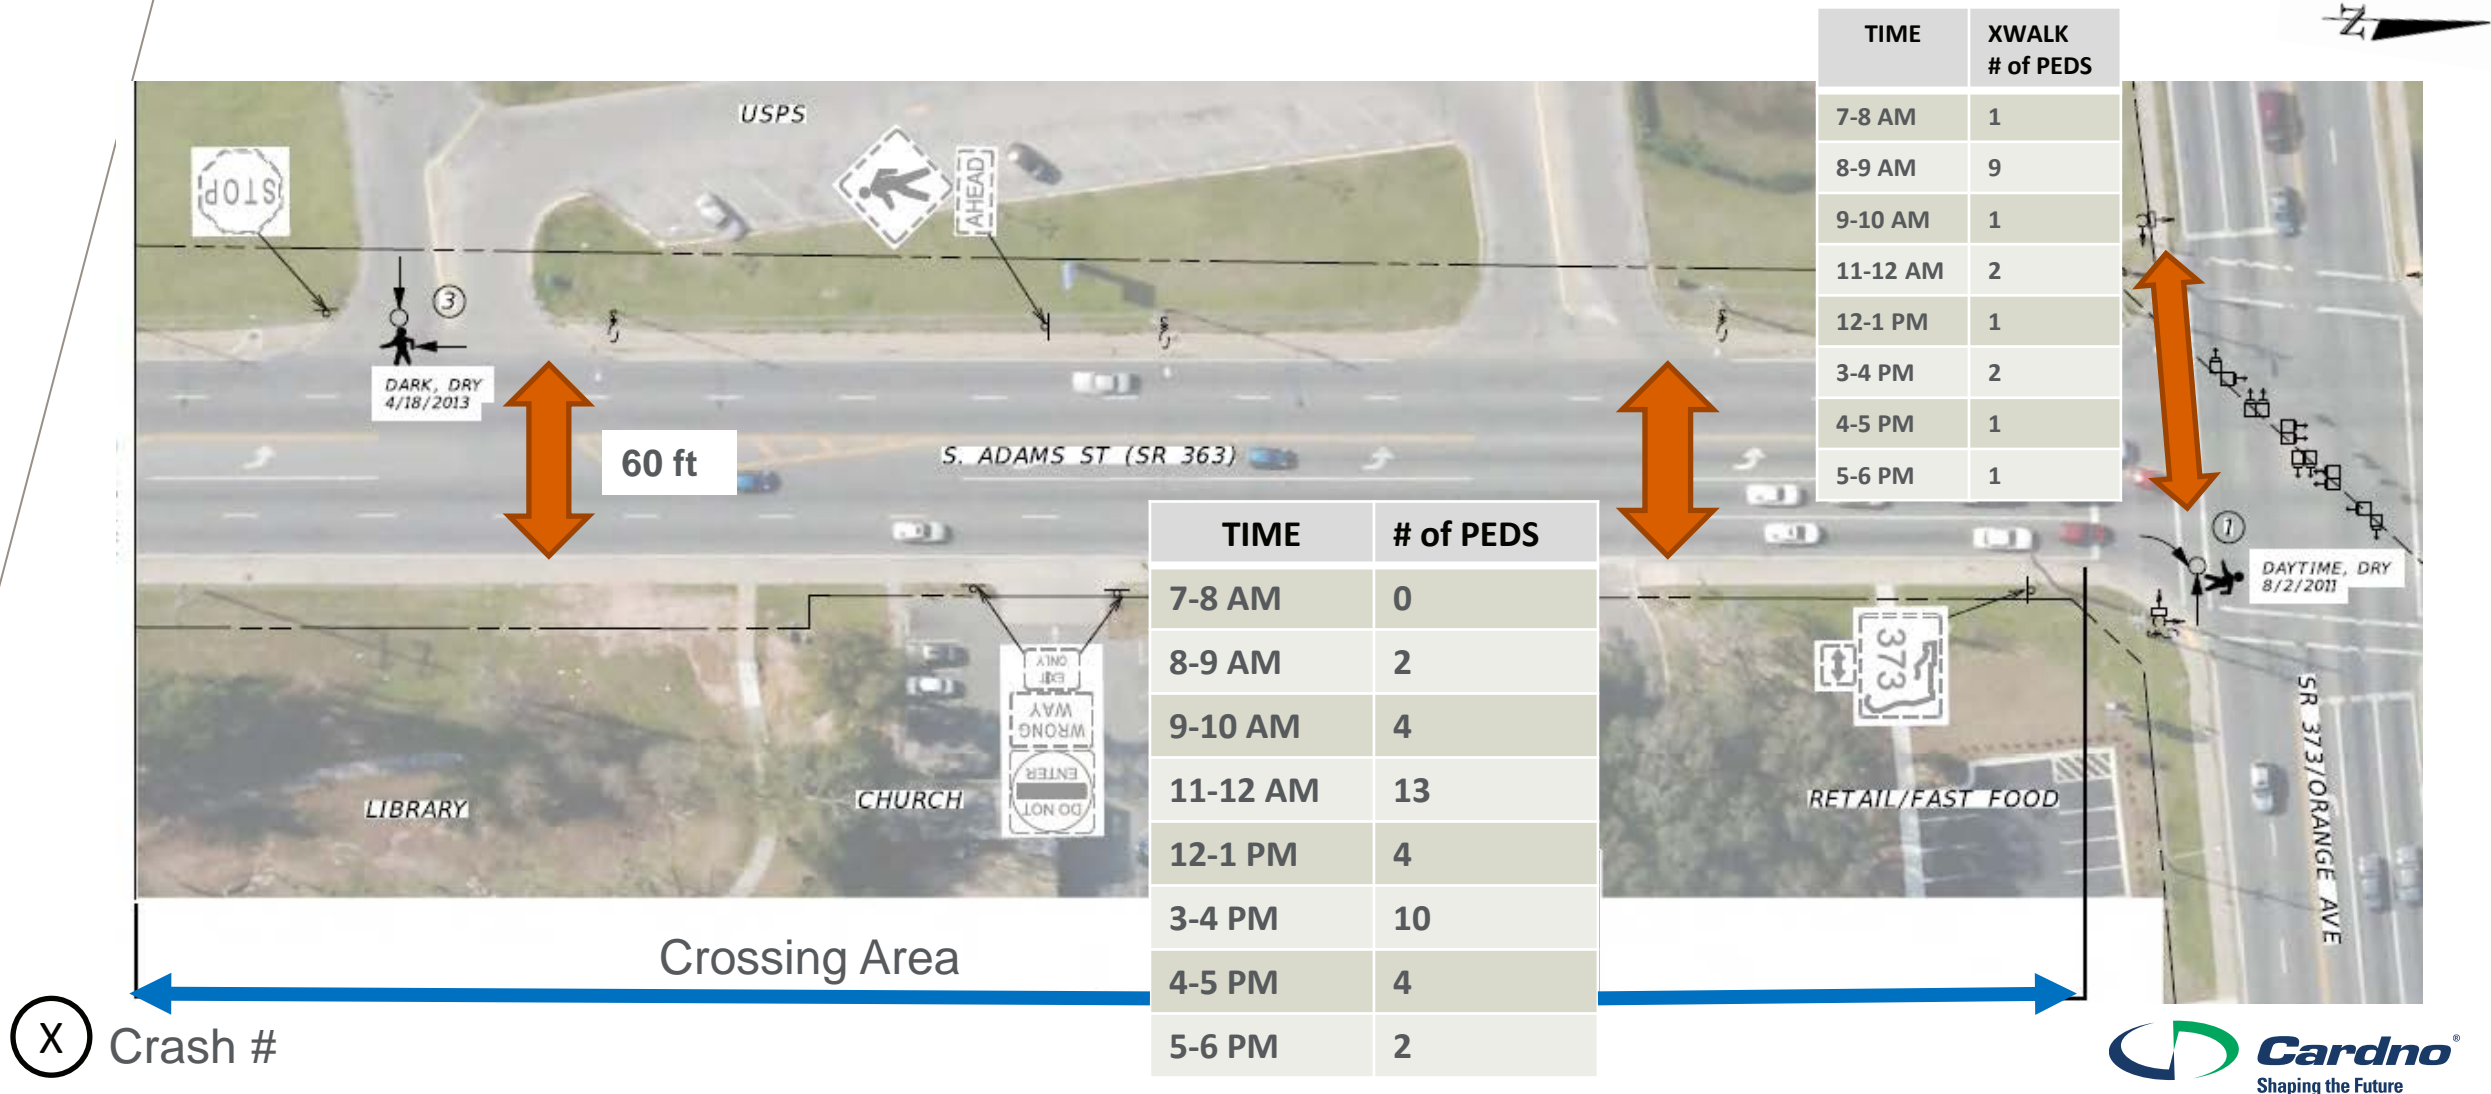 N
TIME XWALK
# of PEDS
7-8 AM 1
8-9 AM 9
9-10 AM 1
11-12 AM 2
12-1 PM 1
3-4 PM 2
4-5 PM 1
5-6 PM 1
USPS
STOP
AHEAD
3
DARK, DRY
4/18/2013
60 ft
S. ADAMS ST (SR 363)
1
DAYTIME, DRY
8/2/2011
TIME # of PEDS
7-8 AM 0
8-9 AM 2
9-10 AM 4
11-12 AM 13
12-1 PM 4
3-4 PM 10
4-5 PM 4
5-6 PM 2
EXIT
ONLY
WRONG
WAY
DO NOT
ENTER
373
LIBRARY
CHURCH
RETAIL/FAST FOOD
SR 373/ORANGE AVE
Crossing Area
X Crash #
Cardno®
Shaping the Future